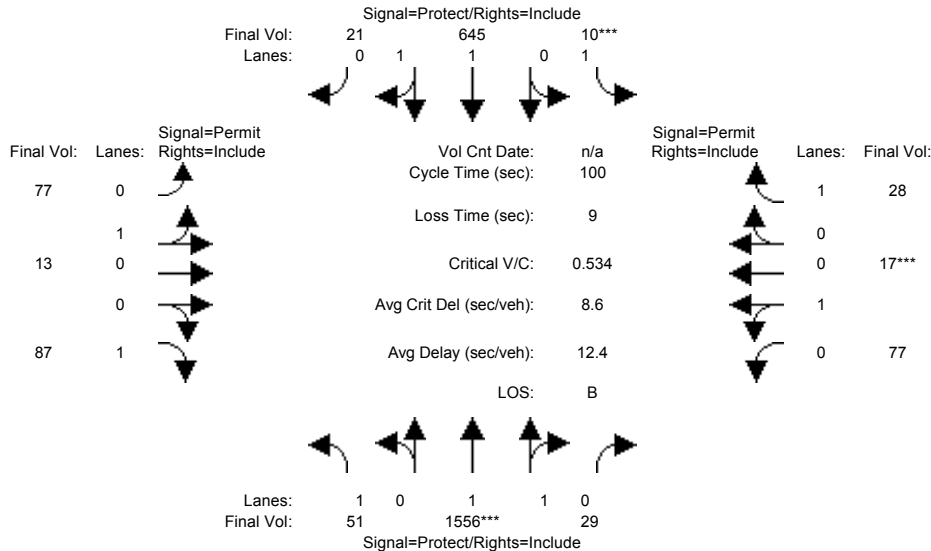 Signal=Protect/Rights=Include
Final Vol: 21 645 10***
Lanes: 0 1 1 0 1
Signal=Permit
Final Vol: Lanes: Rights=Include
Vol Cnt Date: n/a
Signal=Permit
Rights=Include Lanes: Final Vol:
Cycle Time (sec): 100
77 0
1 28
Loss Time (sec): 9
1
0
13 0
Critical V/C: 0.534
0 17***
0
Avg Crit Del (sec/veh): 8.6
1
87 1
Avg Delay (sec/veh): 12.4
0 77
LOS: B
Lanes: 1 0 1 1 0
Final Vol: 51 1556*** 29
Signal=Protect/Rights=Include